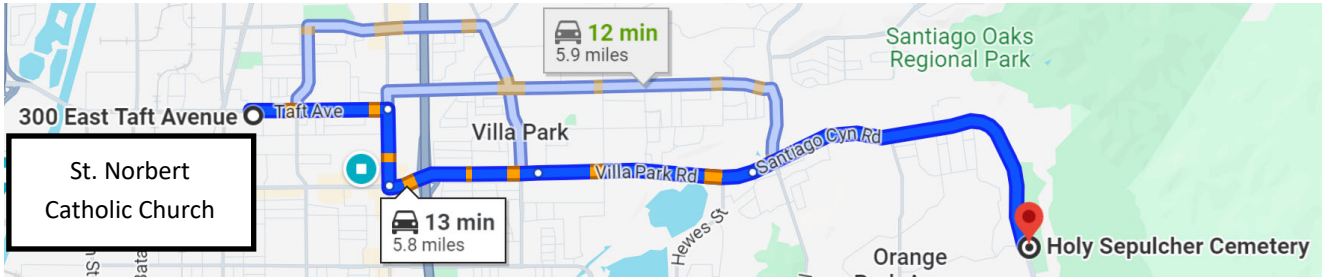 12 min
5.9 miles
Santiago Oaks
Regional Park
300 East Taft Avenue
Taft Ave
Villa Park
St. Norbert
Catholic Church
Santiago Cyn Rd
Villa Park Rd
13 min
5.8 miles
Hewes St
Orange
Holy Sepulcher Cemetery